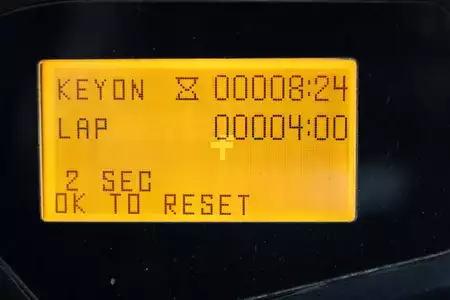 KEYON ⧖ 00008:24
LAP 00004:00
2 SEC
OK TO RESET